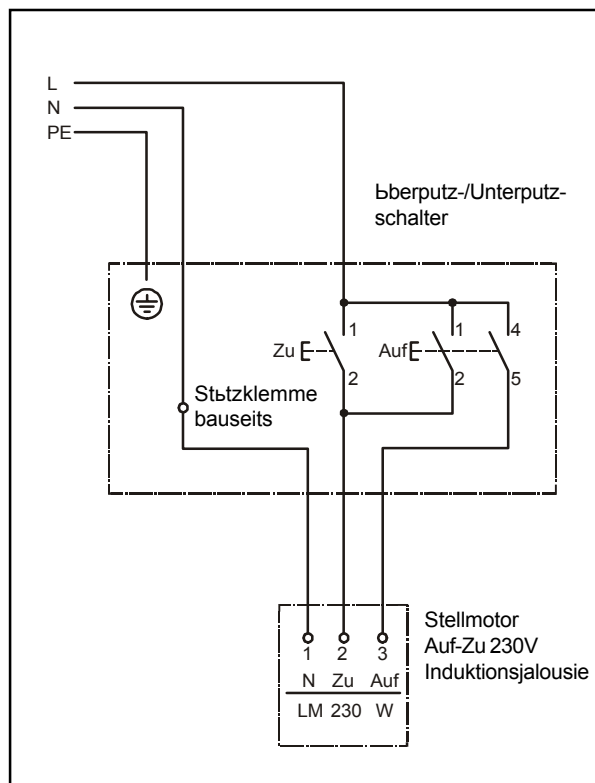 L
N
PE
Ьberputz-/Unterputz-
schalter
Zu
1
2
Auf
1
2
4
5
Stьtzklemme
bauseits
1 2 3
N Zu Auf
LM 230 W
Stellmotor
Auf-Zu 230V
Induktionsjalousie